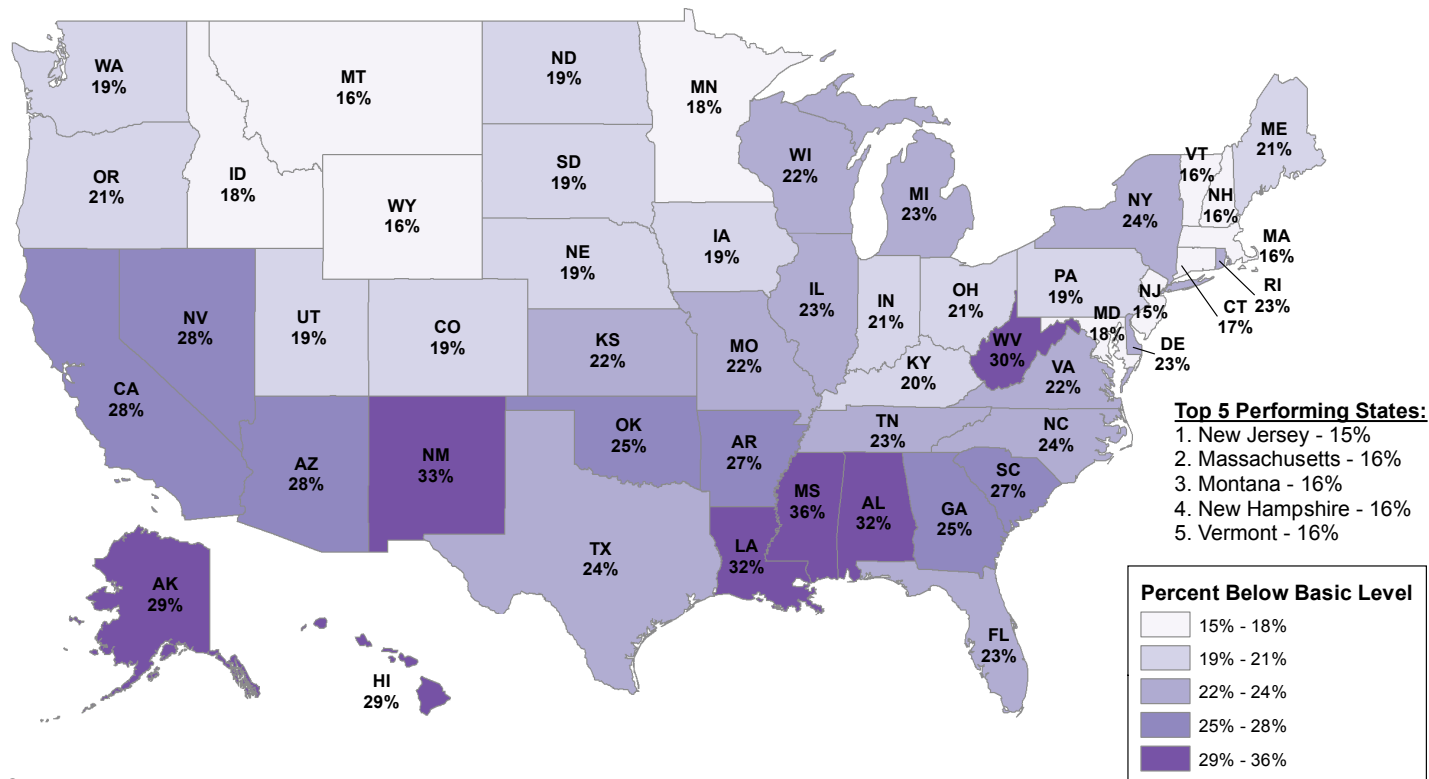 WA
19%
MT
16%
ND
19%
MN
18%
ME
21%
VT
16%
NH
16%
OR
21%
ID
18%
SD
19%
WI
22%
MI
23%
NY
24%
WY
16%
MA
16%
IA
19%
NE
19%
PA
19%
RI
23%
NJ
15%
CT
17%
IL
23%
IN
21%
OH
21%
MD
18%
NV
28%
UT
19%
CO
19%
WV
30%
DE
23%
KS
22%
MO
22%
KY
20%
VA
22%
CA
28%
TN
23%
NC
24%
OK
25%
AR
27%
NM
33%
AZ
28%
SC
27%
MS
36%
AL
32%
GA
25%
TX
24%
LA
32%
AK
29%
FL
23%
HI
29%
Top 5 Performing States:
1. New Jersey - 15%
2. Massachusetts - 16%
3. Montana - 16%
4. New Hampshire - 16%
5. Vermont - 16%
Percent Below Basic Level
15% - 18%
19% - 21%
22% - 24%
25% - 28%
29% - 36%